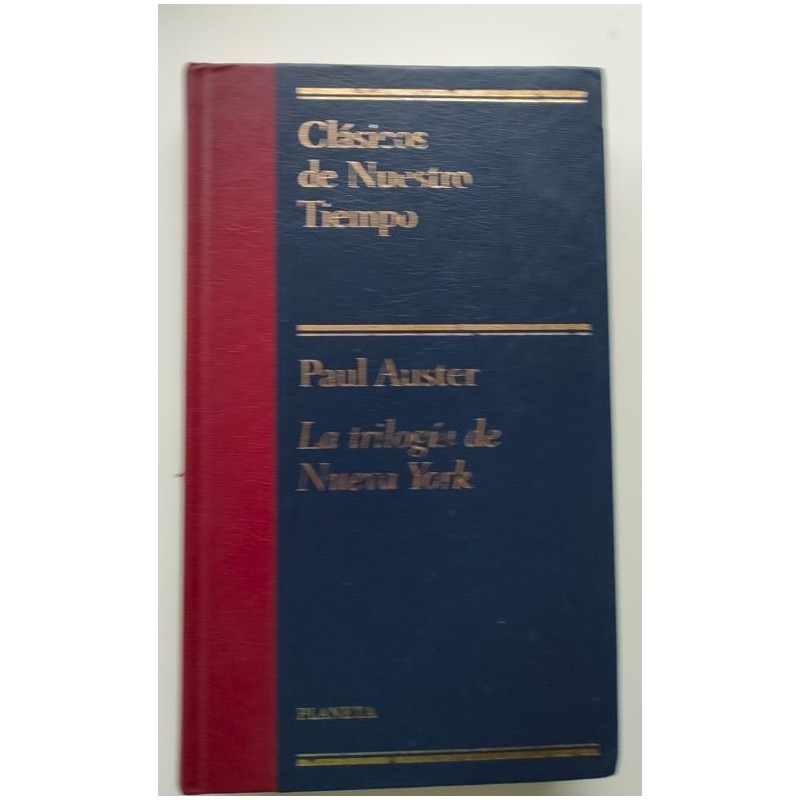 Clásicos
de Nuestro
Tiempo
Paul Auster
La trilogía de
Nueva York
PLANETA